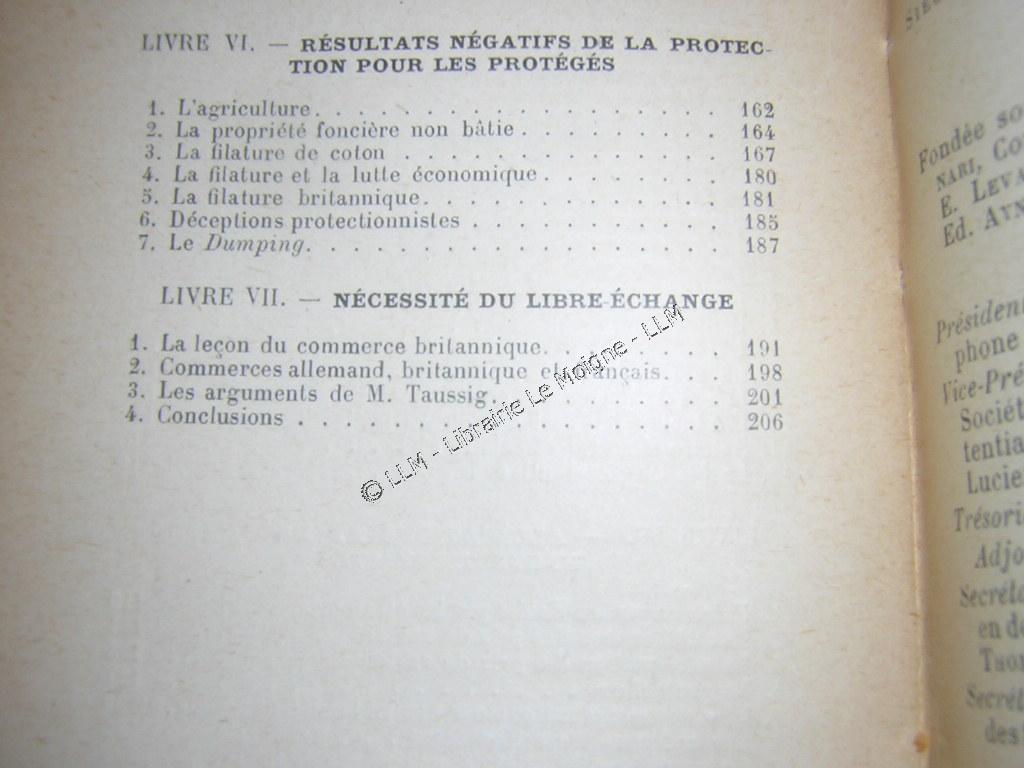 LIVRE VI. — RÉSULTATS NÉGATIFS DE LA PROTEC-
TION POUR LES PROTÉGÉS
1. L'agriculture. . . . . . . . . . . . . . . . . 162
2. La propriété foncière non bâtie . . . . . . . . . 164
3. La filature de coton . . . . . . . . . . . . . . 167
4. La filature et la lutte économique . . . . . . . . 180
5. La filature britannique. . . . . . . . . . . . . 181
6. Déceptions protectionnistes . . . . . . . . . . . 185
7. Le Dumping. . . . . . . . . . . . . . . . . . 187
LIVRE VII. — NÉCESSITÉ DU LIBRE-ÉCHANGE
1. La leçon du commerce britannique. . . . . . . . 191
2. Commerces allemand, britannique et français. . . 198
3. Les arguments de M. Taussig. . . . . . . . . . 201
4. Conclusions . . . . . . . . . . . . . . . . . 206
© LLM - Librairie Le Moigne - LLM
Fondée so
NARI, Co
E. LEVA
Ed. AYN
Présiden
phone
Vice-Pré
Sociét
tentia
Lucie
Trésori
Adjo
Secréta
en de
Secrét
des